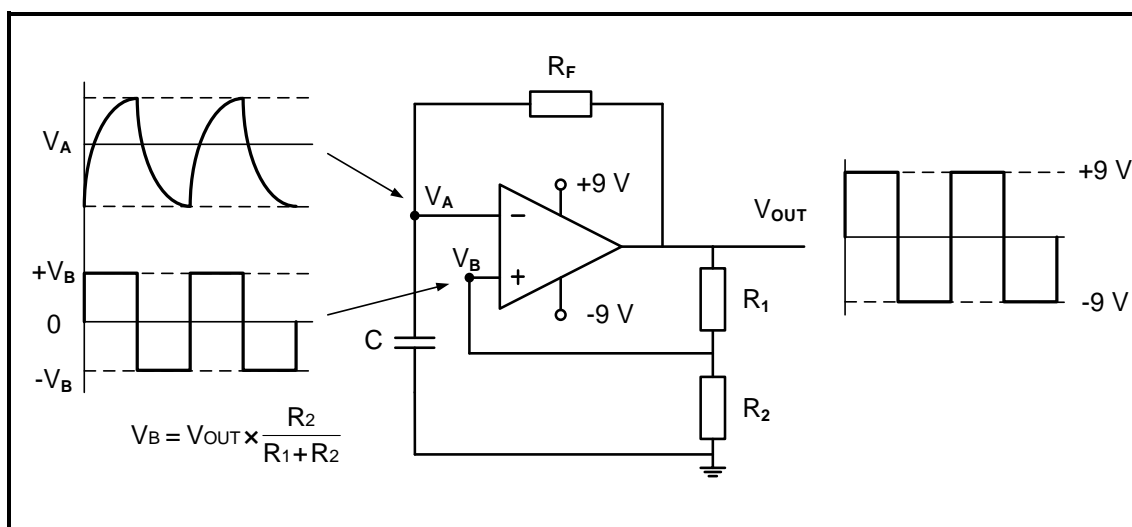 R_F
V_A
V_A
+9 V
+9 V
−
V_OUT
V_B
+
+V_B
R_1
0
-9 V
-9 V
C
-V_B
R_2
V_B = V_OUT × R_2 / (R_1 + R_2)